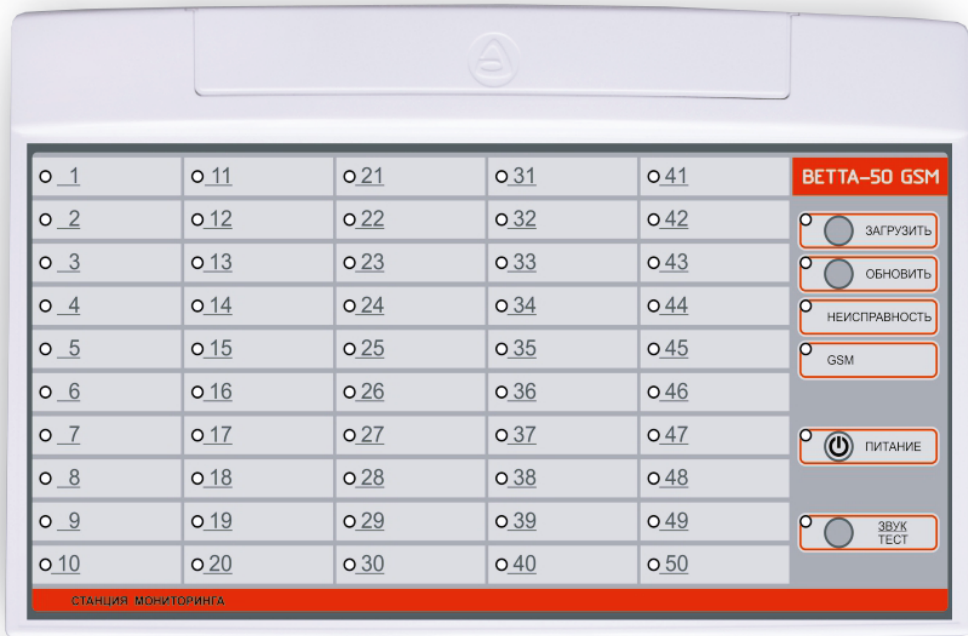 1 11 21 31 41 ВЕТТА-50 GSM
2 12 22 32 42 ЗАГРУЗИТЬ
3 13 23 33 43 ОБНОВИТЬ
4 14 24 34 44 НЕИСПРАВНОСТЬ
5 15 25 35 45 GSM
6 16 26 36 46
7 17 27 37 47 ПИТАНИЕ
8 18 28 38 48
9 19 29 39 49 ЗВУК
ТЕСТ
10 20 30 40 50
СТАНЦИЯ МОНИТОРИНГА